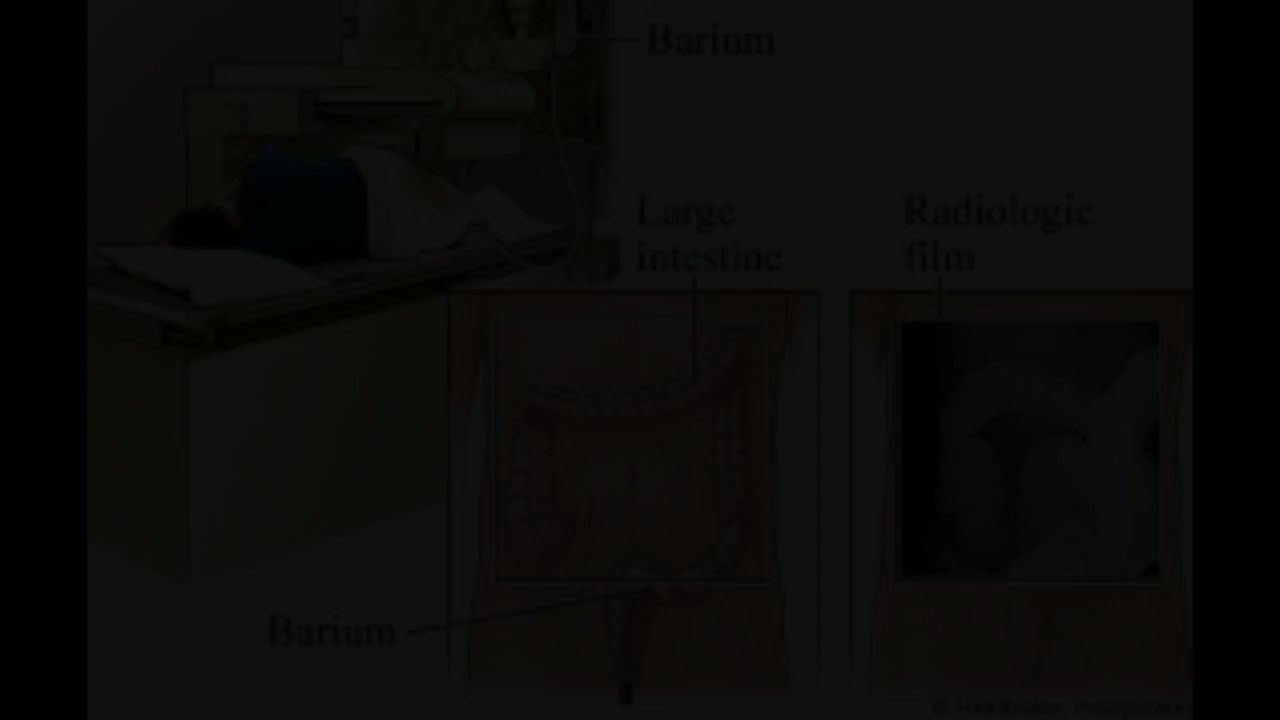 Barium
Large
intestine
Radiologic
film
Barium